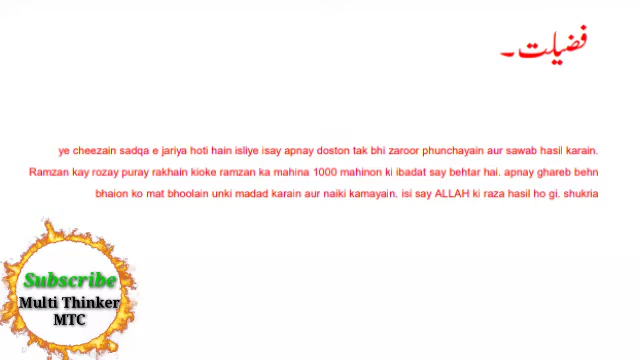 فضیلت ۔
ye cheezain sadqa e jariya hoti hain isliye isay apnay doston tak bhi zaroor phunchayain aur sawab hasil karain.
Ramzan kay rozay puray rakhain kioke ramzan ka mahina 1000 mahinon ki ibadat say behtar hai. apnay ghareb behn
bhaion ko mat bhoolain unki madad karain aur naiki kamayain. isi say ALLAH ki raza hasil ho gi. shukria
Subscribe
Multi Thinker
MTC